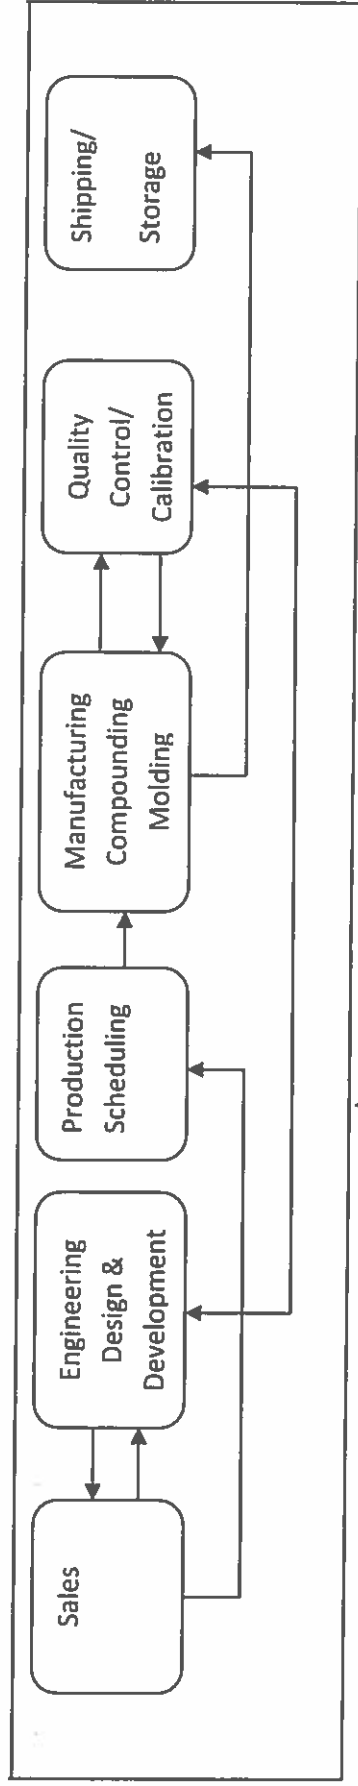 Sales
Engineering
Design &
Development
Production
Scheduling
Manufacturing
Compounding
Molding
Quality
Control/
Calibration
Shipping/
Storage